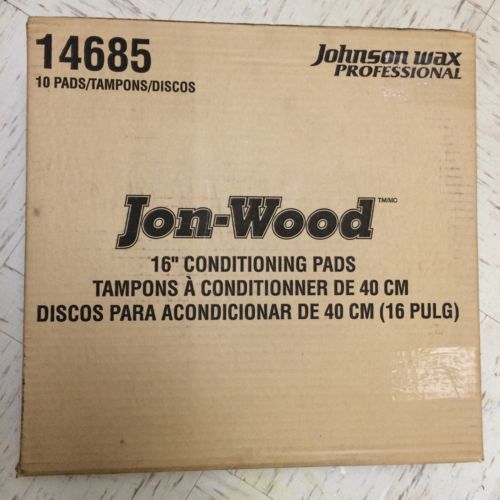 14685
10 PADS/TAMPONS/DISCOS
Johnson wax
PROFESSIONAL
Jon-Wood TM/MC
16" CONDITIONING PADS
TAMPONS À CONDITIONNER DE 40 CM
DISCOS PARA ACONDICIONAR DE 40 CM (16 PULG)